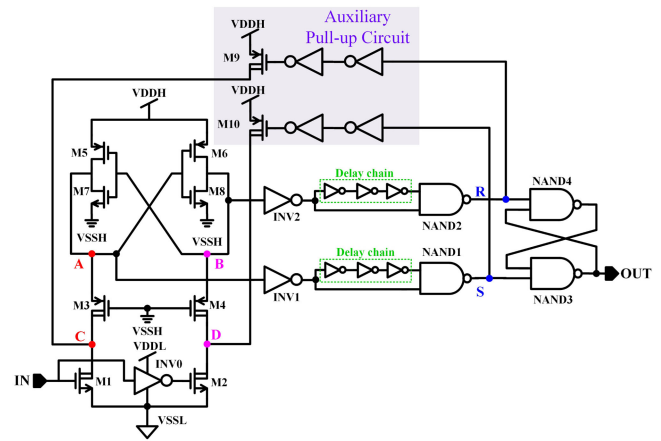 Auxiliary
Pull-up Circuit
VDDH
M9
VDDH
M10
VDDH
M5
M6
M7
M8
VSSH
VSSH
A
B
Delay chain
INV2
NAND2
R
NAND4
Delay chain
INV1
NAND1
S
NAND3
OUT
M3
M4
VSSH
C
D
VDDL
INV0
IN
M1
M2
VSSL